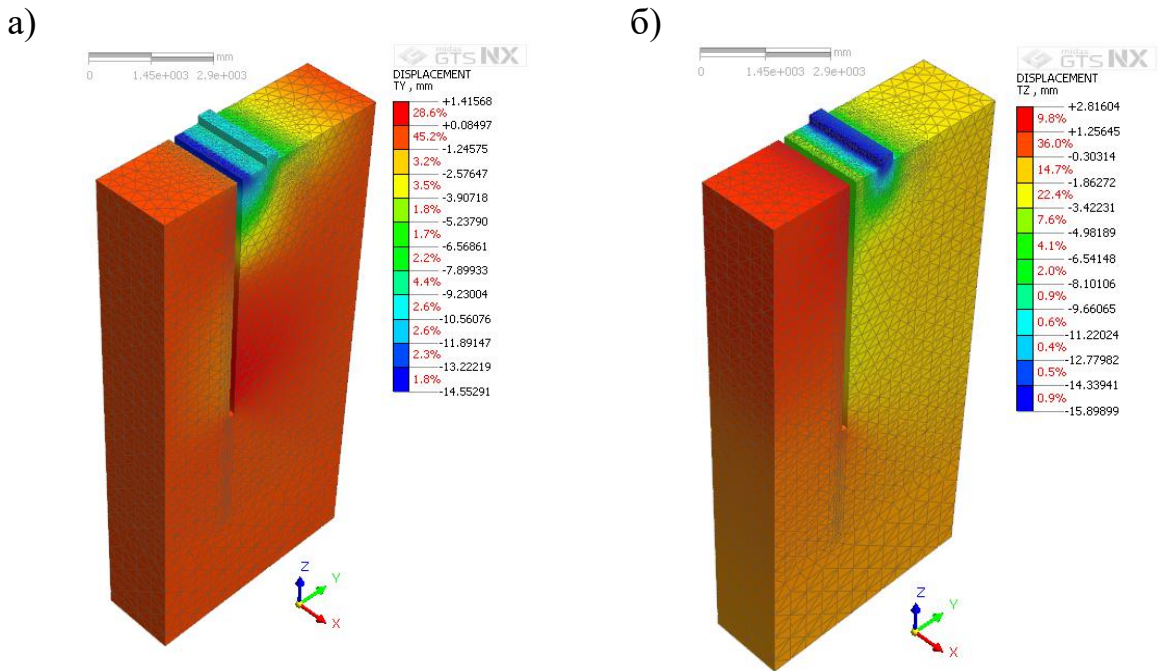 а)
mm
0 1.45e+003 2.9e+003
midas
GTS NX
DISPLACEMENT
TY , mm
+1.41568
28.6%
+0.08497
45.2%
-1.24575
3.2%
-2.57647
3.5%
-3.90718
1.8%
-5.23790
1.7%
-6.56861
2.2%
-7.89933
4.4%
-9.23004
2.6%
-10.56076
2.6%
-11.89147
2.3%
-13.22219
1.8%
-14.55291
Z
Y
X
б)
mm
0 1.45e+003 2.9e+003
midas
GTS NX
DISPLACEMENT
TZ , mm
+2.81604
9.8%
+1.25645
36.0%
-0.30314
14.7%
-1.86272
22.4%
-3.42231
7.6%
-4.98189
4.1%
-6.54148
2.0%
-8.10106
0.9%
-9.66065
0.6%
-11.22024
0.4%
-12.77982
0.5%
-14.33941
0.9%
-15.89899
Z
Y
X